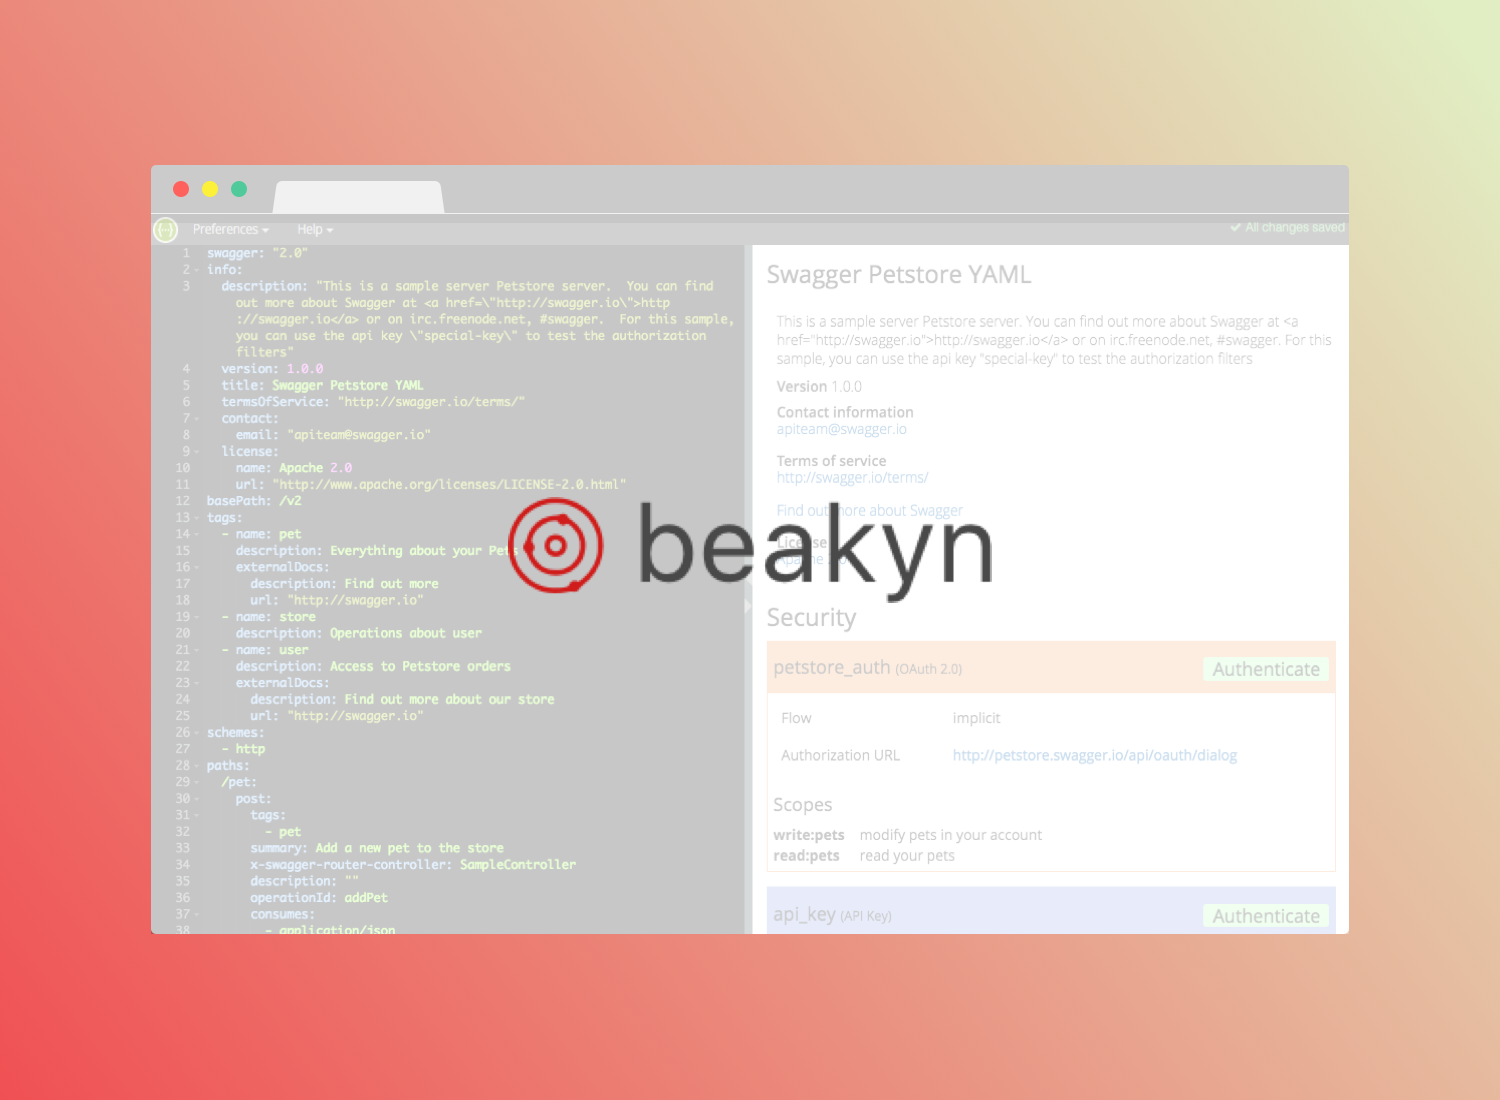 Preferences
Help
All changes saved
1 swagger: "2.0"
2 info:
3 description: "This is a sample server Petstore server.  You can find
out more about Swagger at <a href=\"http://swagger.io\">http
://swagger.io</a> or on irc.freenode.net, #swagger.  For this sample,
you can use the api key \"special-key\" to test the authorization
filters"
4 version: 1.0.0
5 title: Swagger Petstore YAML
6 termsOfService: "http://swagger.io/terms/"
7 contact:
8 email: "apiteam@swagger.io"
9 license:
10 name: Apache 2.0
11 url: "http://www.apache.org/licenses/LICENSE-2.0.html"
12 basePath: /v2
13 tags:
14 - name: pet
15 description: Everything about your Pets
16 externalDocs:
17 description: Find out more
18 url: "http://swagger.io"
19 - name: store
20 description: Operations about user
21 - name: user
22 description: Access to Petstore orders
23 externalDocs:
24 description: Find out more about our store
25 url: "http://swagger.io"
26 schemes:
27 - http
28 paths:
29 /pet:
30 post:
31 tags:
32 - pet
33 summary: Add a new pet to the store
34 x-swagger-router-controller: SampleController
35 description: ""
36 operationId: addPet
37 consumes:
38 - application/json
Swagger Petstore YAML
This is a sample server Petstore server. You can find out more about Swagger at <a
href="http://swagger.io">http://swagger.io</a> or on irc.freenode.net, #swagger. For this
sample, you can use the api key "special-key" to test the authorization filters
Version 1.0.0
Contact information
apiteam@swagger.io
Terms of service
http://swagger.io/terms/
Find out more about Swagger
License
Apache 2.0
beakyn
Security
petstore_auth (OAuth 2.0)
Authenticate
Flow implicit
Authorization URL http://petstore.swagger.io/api/oauth/dialog
Scopes
write:pets modify pets in your account
read:pets read your pets
api_key (API Key)
Authenticate